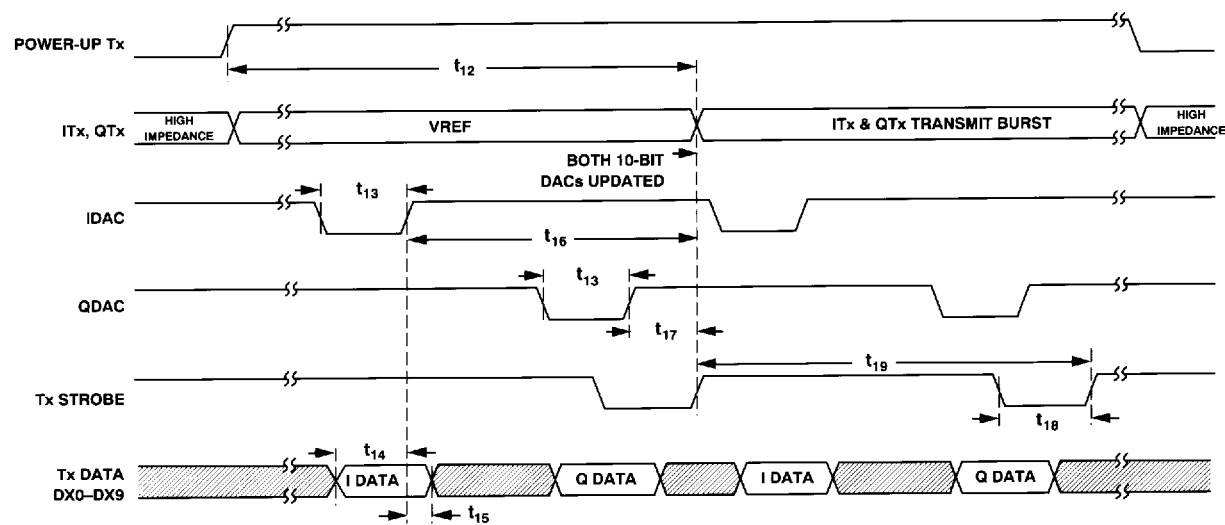 POWER-UP Tx
t12
ITx, QTx
HIGH
IMPEDANCE
VREF
ITx & QTx TRANSMIT BURST
HIGH
IMPEDANCE
BOTH 10-BIT
DACs UPDATED
t13
IDAC
t16
t13
QDAC
t17
t19
Tx STROBE
t18
t14
Tx DATA
DX0–DX9
I DATA
Q DATA
I DATA
Q DATA
t15